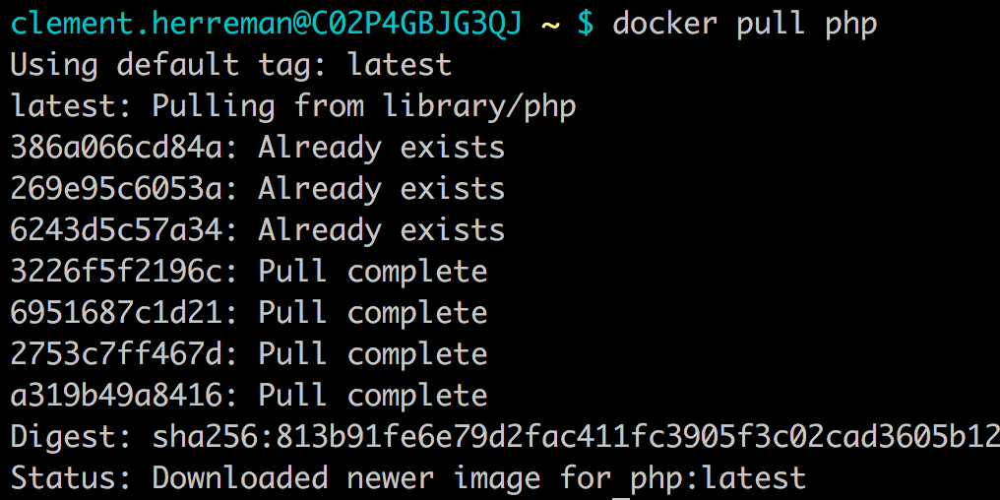 clement.herreman@C02P4GBJG3QJ ~ $ docker pull php
Using default tag: latest
latest: Pulling from library/php
386a066cd84a: Already exists
269e95c6053a: Already exists
6243d5c57a34: Already exists
3226f5f2196c: Pull complete
6951687c1d21: Pull complete
2753c7ff467d: Pull complete
a319b49a8416: Pull complete
Digest: sha256:813b91fe6e79d2fac411fc3905f3c02cad3605b12
Status: Downloaded newer image for php:latest